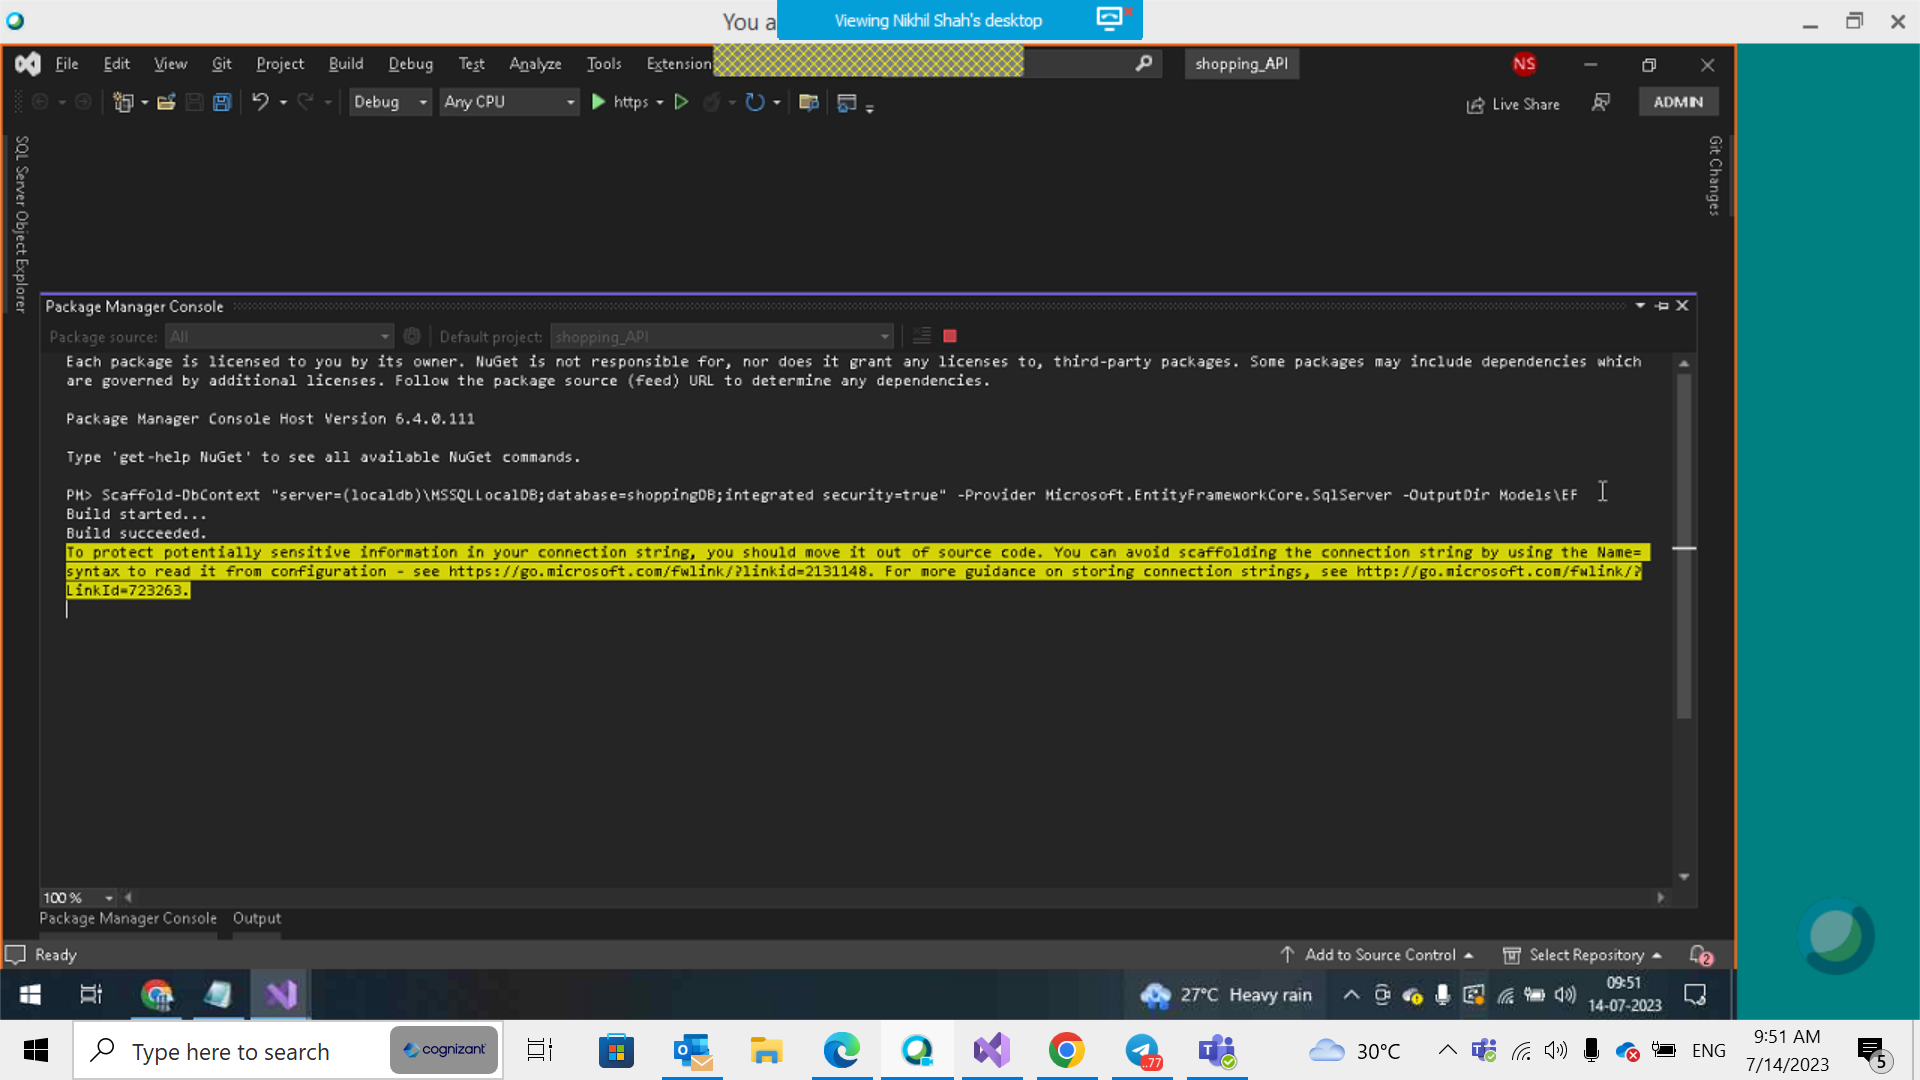 You a
Viewing Nikhil Shah's desktop
File Edit View Git Project Build Debug Test Analyze Tools Extension
shopping_API
NS
Debug Any CPU https
Live Share
ADMIN
SQL Server Object Explorer
Git Changes
Package Manager Console
Package source: All Default project: shopping_API
Each package is licensed to you by its owner. NuGet is not responsible for, nor does it grant any licenses to, third-party packages. Some packages may include dependencies which
are governed by additional licenses. Follow the package source (feed) URL to determine any dependencies.
Package Manager Console Host Version 6.4.0.111
Type 'get-help NuGet' to see all available NuGet commands.
PM> Scaffold-DbContext "server=(localdb)\MSSQLLocalDB;database=shoppingDB;integrated security=true" -Provider Microsoft.EntityFrameworkCore.SqlServer -OutputDir Models\EF
Build started...
Build succeeded.
To protect potentially sensitive information in your connection string, you should move it out of source code. You can avoid scaffolding the connection string by using the Name=
syntax to read it from configuration - see https://go.microsoft.com/fwlink/?linkid=2131148. For more guidance on storing connection strings, see http://go.microsoft.com/fwlink/?
LinkId=723263.
100 %
Package Manager Console Output
Ready
Add to Source Control Select Repository 2
27°C Heavy rain
09:51
14-07-2023
Type here to search
cognizant
..77
30°C
ENG
9:51 AM
7/14/2023
5